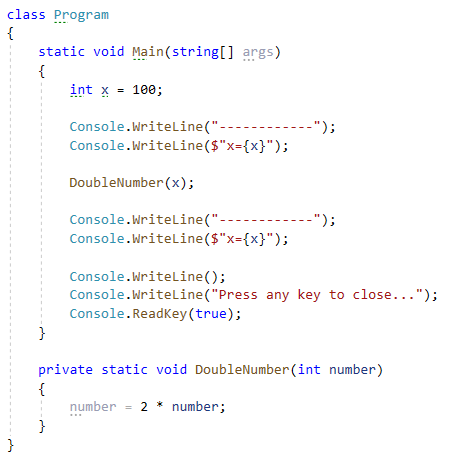 class Program
{
    static void Main(string[] args)
    {
        int x = 100;

        Console.WriteLine("------------");
        Console.WriteLine($"x={x}");

        DoubleNumber(x);

        Console.WriteLine("------------");
        Console.WriteLine($"x={x}");

        Console.WriteLine();
        Console.WriteLine("Press any key to close...");
        Console.ReadKey(true);
    }

    private static void DoubleNumber(int number)
    {
        number = 2 * number;
    }
}